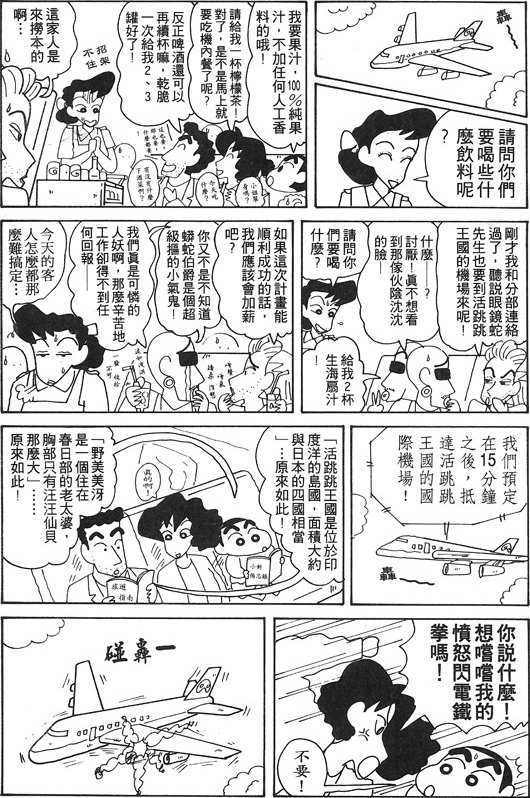 轟——
請問你們
要喝些什
麼飲料呢
?
我要果汁,100%純果
汁,不加任何人工香
料的哦!
請給我一杯檸檬茶!
對了,是不是馬上就
要吃機內餐了呢?
反正啤酒還可以
再續杯嘛,乾脆
一次給我2、3
罐好了!
招架
不住
這家人是
來撈本的
啊…
剛才我和分部連絡
過了,聽說眼鏡蛇
先生也要到活跳跳
王國的機場來呢!
什麼——?
討厭!真不想看
到那傢伙陰沈沈
的臉—
請問你
們要喝
什麼?
給我2杯
生海扁汁
如果這次計畫能
順利成功的話,
我們應該會加薪
吧?
你又不是不知道
蟒蛇伯爵是個超
級摳的小氣鬼!
我們真是可憐的
人妖啊,那麼辛苦地
工作卻得不到任
何回報—
今天的客
人怎麼都那
麼難搞定…
我們預定
在15分鐘
之後,抵
達活跳跳
王國的國
際機場!
轟——
「活跳跳王國是位於印
度洋的島國,面積大約
與日本的四國相當
」…原來如此!
真的啊!
「野美美冴
是一個住在
春日部的老太婆,
胸部只有汪汪仙貝
那麼大」……
原來如此!
小新
備忘錄
旅遊
指南
你說什麼!
想嚐嚐我的
憤怒閃電鐵
拳嗎!
不要!
碰轟—